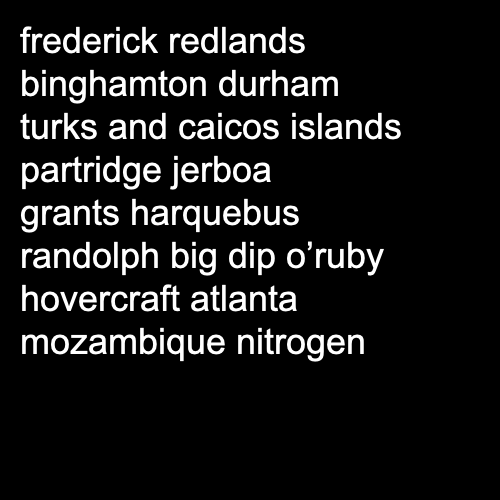 frederick redlands
binghamton durham
turks and caicos islands
partridge jerboa
grants harquebus
randolph big dip o’ruby
hovercraft atlanta
mozambique nitrogen